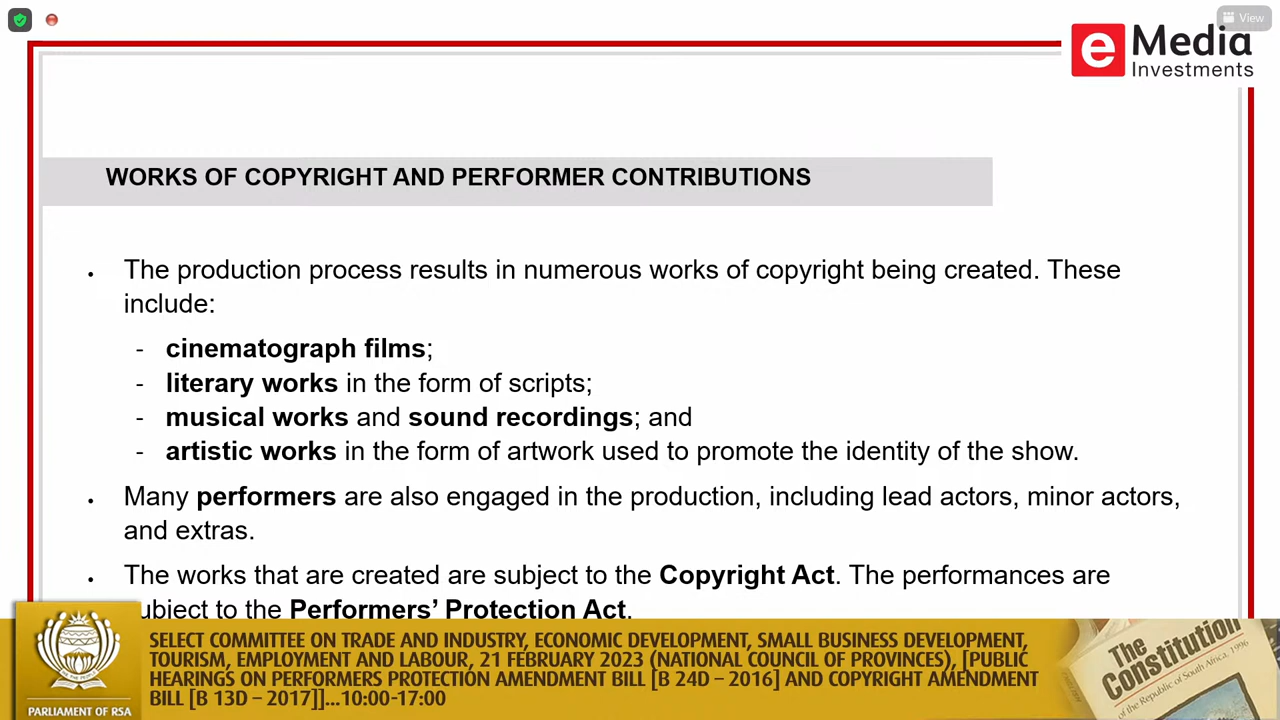 View
e Media
Investments
WORKS OF COPYRIGHT AND PERFORMER CONTRIBUTIONS
• The production process results in numerous works of copyright being created. These
include:
- cinematograph films;
- literary works in the form of scripts;
- musical works and sound recordings; and
- artistic works in the form of artwork used to promote the identity of the show.
• Many performers are also engaged in the production, including lead actors, minor actors,
and extras.
• The works that are created are subject to the Copyright Act. The performances are
ubject to the Performers’ Protection Act.
SELECT COMMITTEE ON TRADE AND INDUSTRY, ECONOMIC DEVELOPMENT, SMALL BUSINESS DEVELOPMENT,
TOURISM, EMPLOYMENT AND LABOUR, 21 FEBRUARY 2023 (NATIONAL COUNCIL OF PROVINCES), [PUBLIC
HEARINGS ON PERFORMERS PROTECTION AMENDMENT BILL [B 24D – 2016] AND COPYRIGHT AMENDMENT
BILL [B 13D – 2017]]...10:00-17:00
PARLIAMENT OF RSA
The
Constitution
of the Republic of South Africa, 1996